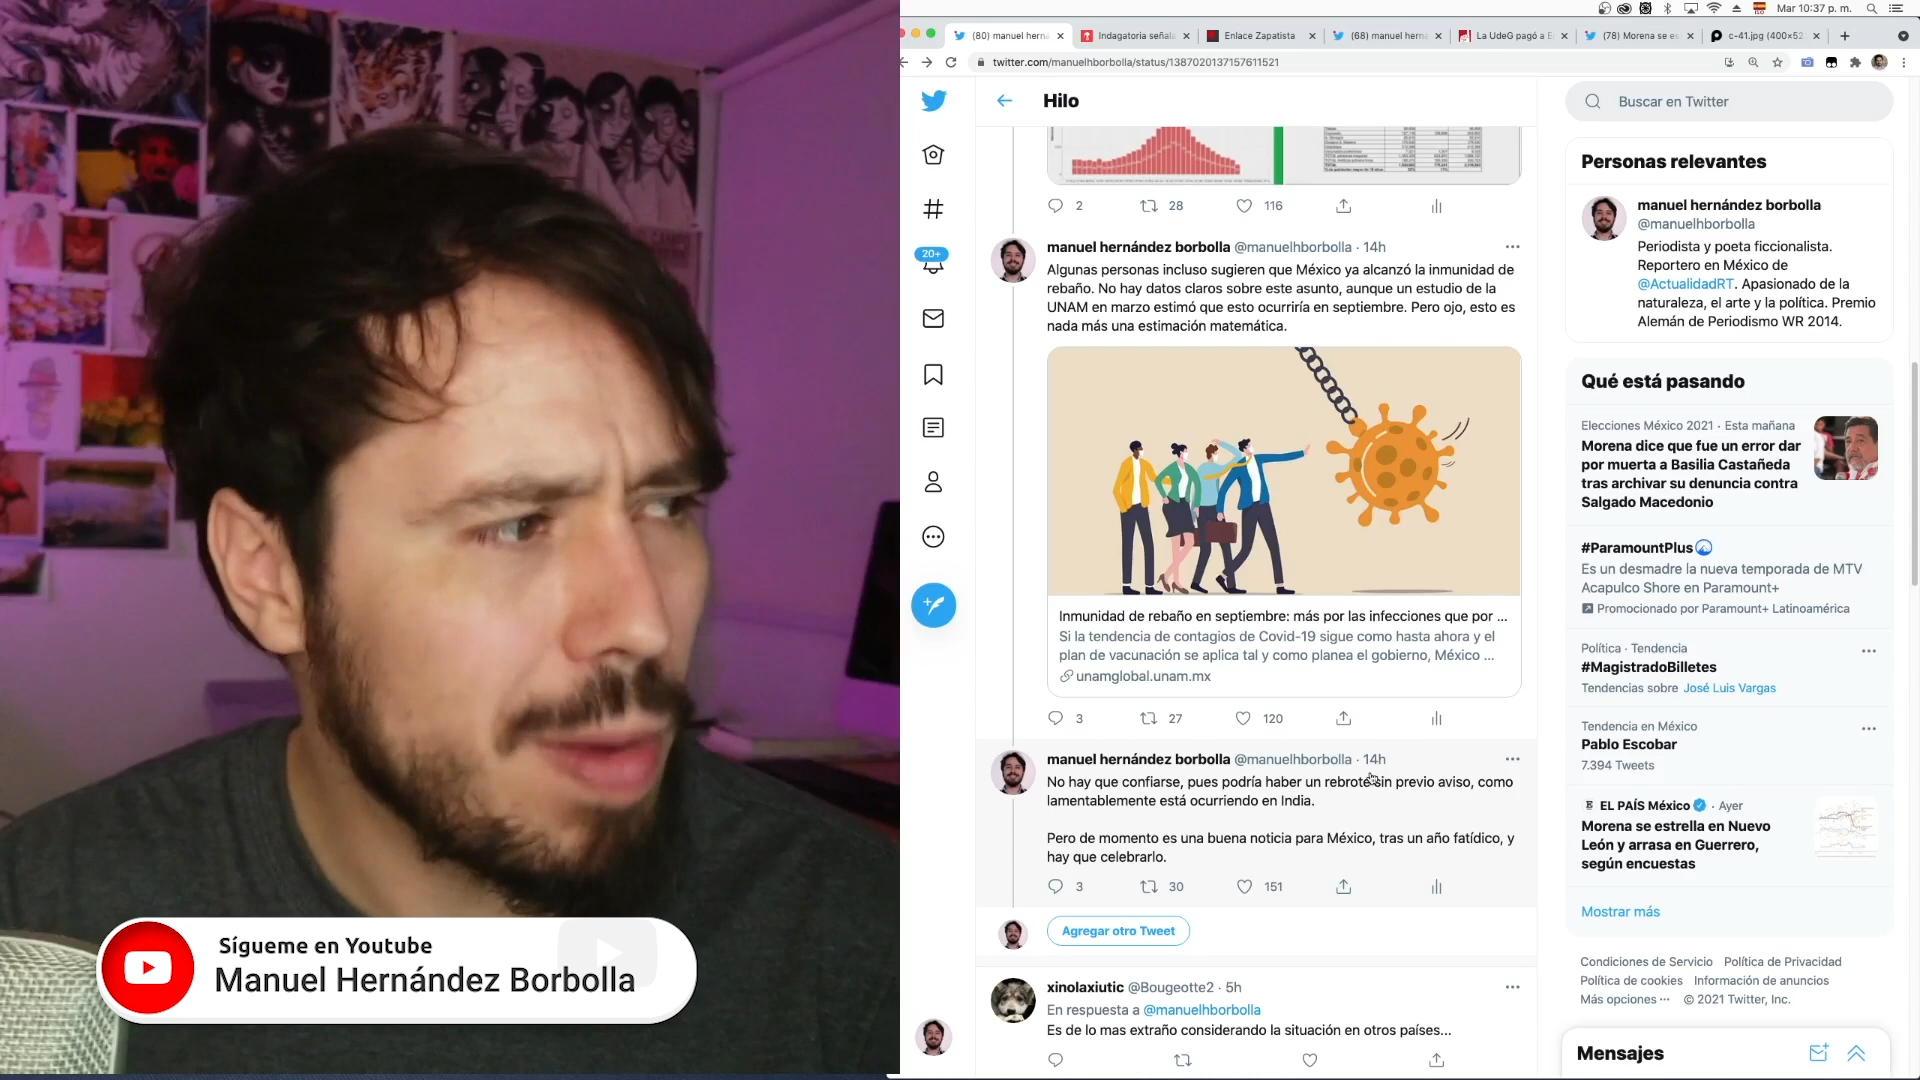 Mar 10:37 p. m.
(80) manuel herna
Indagatoria señala
Enlace Zapatista
(68) manuel herna
La UdeG pagó a E
(78) Morena se es
c-41.jpg (400×52
twitter.com/manuelhborbolla/status/1387020137157611521
Hilo
Buscar en Twitter
2 28 116
manuel hernández borbolla @manuelhborbolla · 14h
Algunas personas incluso sugieren que México ya alcanzó la inmunidad de
rebaño. No hay datos claros sobre este asunto, aunque un estudio de la
UNAM en marzo estimó que esto ocurriría en septiembre. Pero ojo, esto es
nada más una estimación matemática.
Inmunidad de rebaño en septiembre: más por las infecciones que por ...
Si la tendencia de contagios de Covid-19 sigue como hasta ahora y el
plan de vacunación se aplica tal y como planea el gobierno, México ...
unamglobal.unam.mx
3 27 120
manuel hernández borbolla @manuelhborbolla · 14h
No hay que confiarse, pues podría haber un rebrote sin previo aviso, como
lamentablemente está ocurriendo en India.
Pero de momento es una buena noticia para México, tras un año fatídico, y
hay que celebrarlo.
3 30 151
Agregar otro Tweet
xinolaxiutic @Bougeotte2 · 5h
En respuesta a @manuelhborbolla
Es de lo mas extraño considerando la situación en otros países...
20+
Personas relevantes
manuel hernández borbolla
@manuelhborbolla
Periodista y poeta ficcionalista.
Reportero en México de
@ActualidadRT. Apasionado de la
naturaleza, el arte y la política. Premio
Alemán de Periodismo WR 2014.
Qué está pasando
Elecciones México 2021 · Esta mañana
Morena dice que fue un error dar
por muerta a Basilia Castañeda
tras archivar su denuncia contra
Salgado Macedonio
#ParamountPlus
Es un desmadre la nueva temporada de MTV
Acapulco Shore en Paramount+
Promocionado por Paramount+ Latinoamérica
Política · Tendencia
#MagistradoBilletes
Tendencias sobre José Luis Vargas
Tendencia en México
Pablo Escobar
7.394 Tweets
EL PAÍS México · Ayer
Morena se estrella en Nuevo
León y arrasa en Guerrero,
según encuestas
Mostrar más
Condiciones de Servicio Política de Privacidad
Política de cookies Información de anuncios
Más opciones ··· © 2021 Twitter, Inc.
Mensajes
Sígueme en Youtube
Manuel Hernández Borbolla